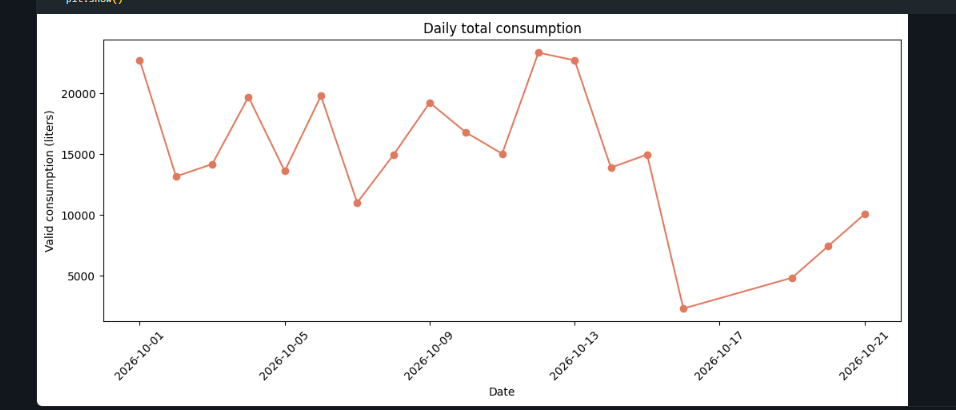 plt.show()
Daily total consumption
Valid consumption (liters)
20000
15000
10000
5000
2026-10-01
2026-10-05
2026-10-09
2026-10-13
2026-10-17
2026-10-21
Date